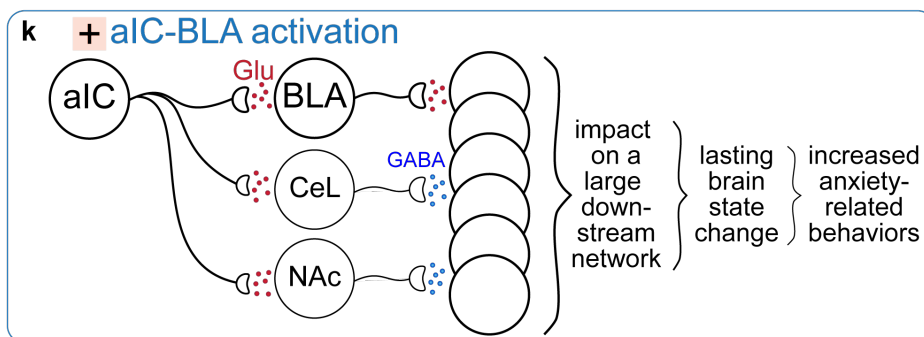 k
+ aIC-BLA activation
aIC
Glu
BLA
GABA
CeL
NAc
impact
on a
large
down-
stream
network
lasting
brain
state
change
increased
anxiety-
related
behaviors